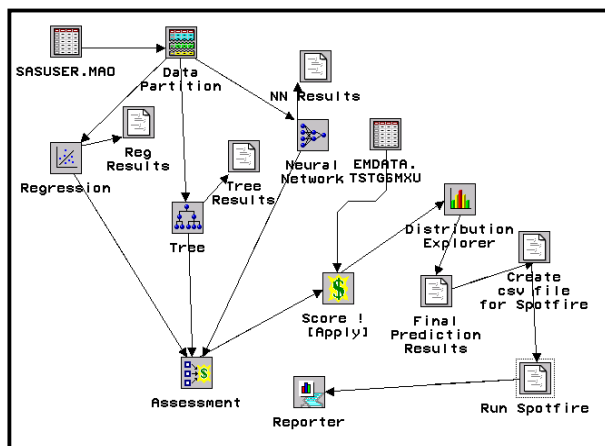 SASUSER.MAO
Data
Partition
NN Results
Reg
Results
Regression
Tree
Results
Neural
Network
EMDATA.
TSTGGMXU
Tree
Distribution
Explorer
Score !
[Apply]
Final
Prediction
Results
Create
csv file
for Spotfire
Assessment
Reporter
Run Spotfire